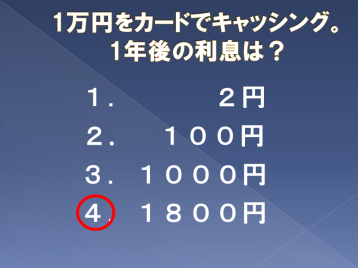 1万円をカードでキャッシング。
1年後の利息は？
１．　　　２円
２．　１００円
３．１０００円
４．１８００円